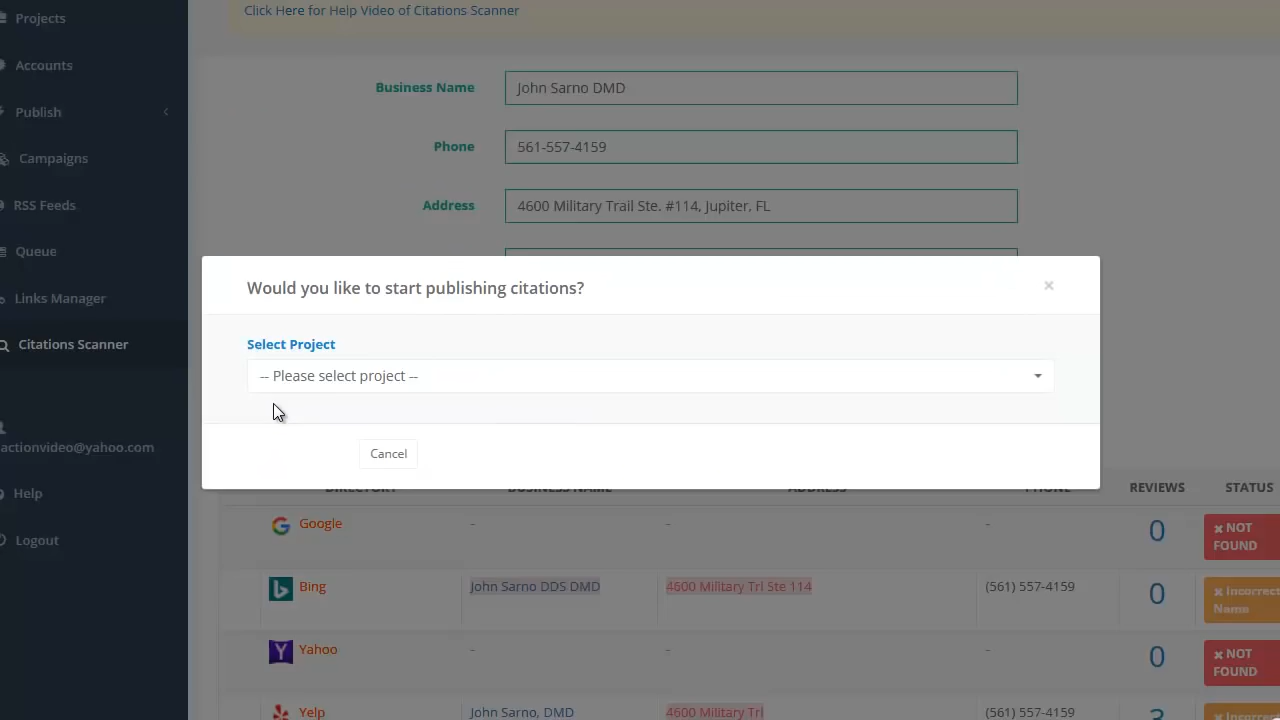 Projects
Click Here for Help Video of Citations Scanner
Accounts
Business Name
John Sarno DMD
Publish
Phone
561-557-4159
Campaigns
RSS Feeds
Address
4600 Military Trail Ste. #114, Jupiter, FL
Queue
Links Manager
Would you like to start publishing citations?
×
Citations Scanner
Select Project
-- Please select project --
actionvideo@yahoo.com
Cancel
Help
DIRECTORY BUSINESS NAME ADDRESS PHONE REVIEWS STATUS
Logout
Google - - - 0 NOT
FOUND
Bing John Sarno DDS DMD 4600 Military Trl Ste 114 (561) 557-4159 0 Incorrect
Name
Yahoo - - - 0 NOT
FOUND
Yelp John Sarno, DMD 4600 Military Trl (561) 557-4159 3 Incorrect